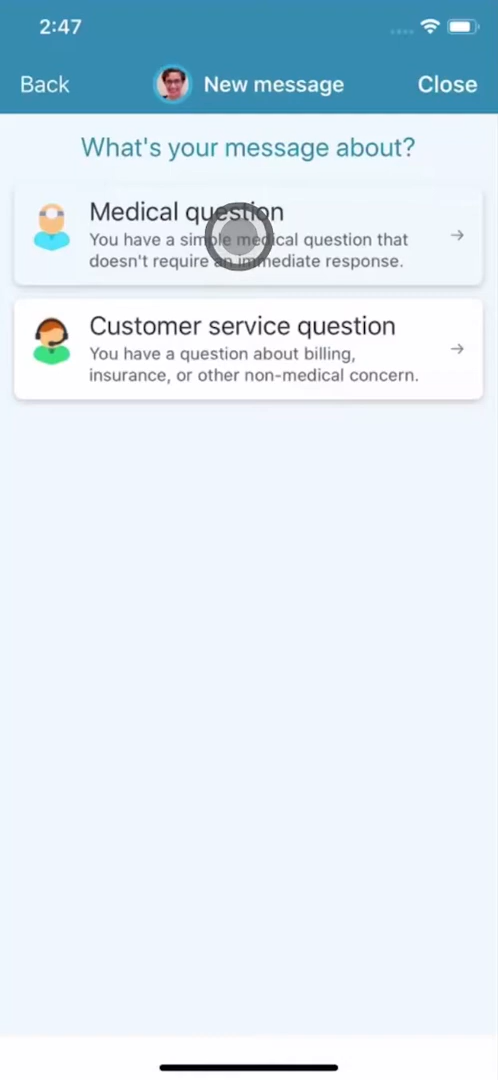 2:47
Back
New message
Close
What's your message about?
Medical question
You have a simple medical question that
doesn't require an immediate response.
Customer service question
You have a question about billing,
insurance, or other non-medical concern.